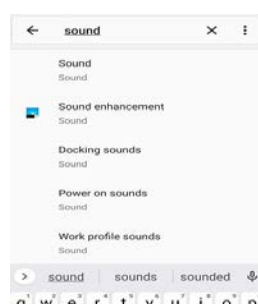 sound
Sound
Sound
Sound enhancement
Sound
Docking sounds
Sound
Power on sounds
Sound
Work profile sounds
Sound
sound sounds sounded
q w e r t y u i o p